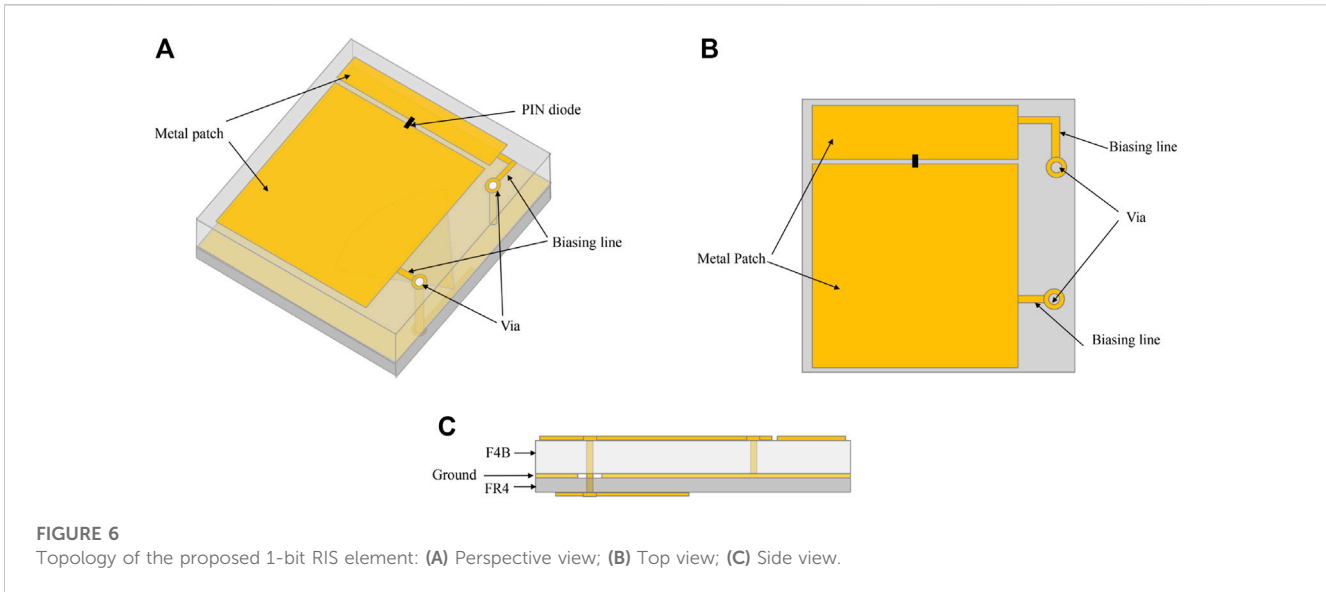 A
PIN diode
Metal patch
Biasing line
Via
B
Biasing line
Via
Metal Patch
Biasing line
C
F4B
Ground
FR4
FIGURE 6
Topology of the proposed 1-bit RIS element: (A) Perspective view; (B) Top view; (C) Side view.